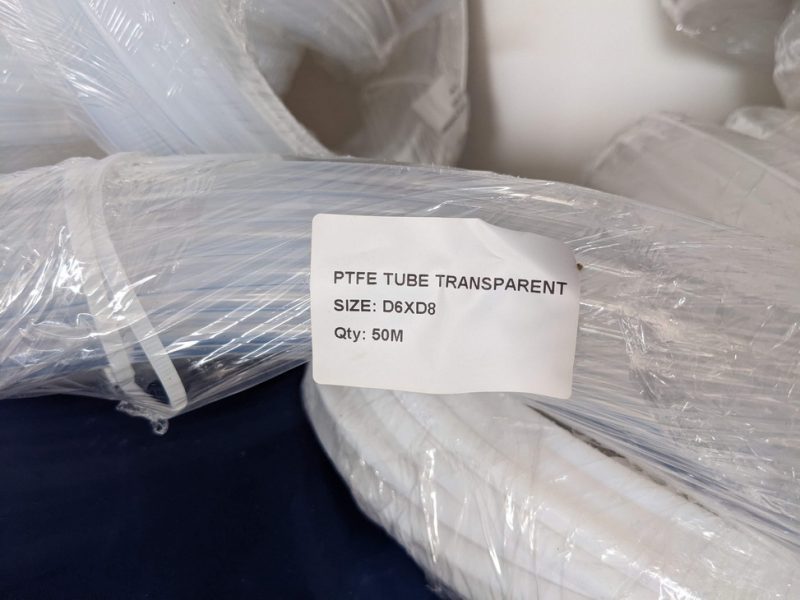 PTFE TUBE TRANSPARENT
SIZE: D6XD8
Qty: 50M